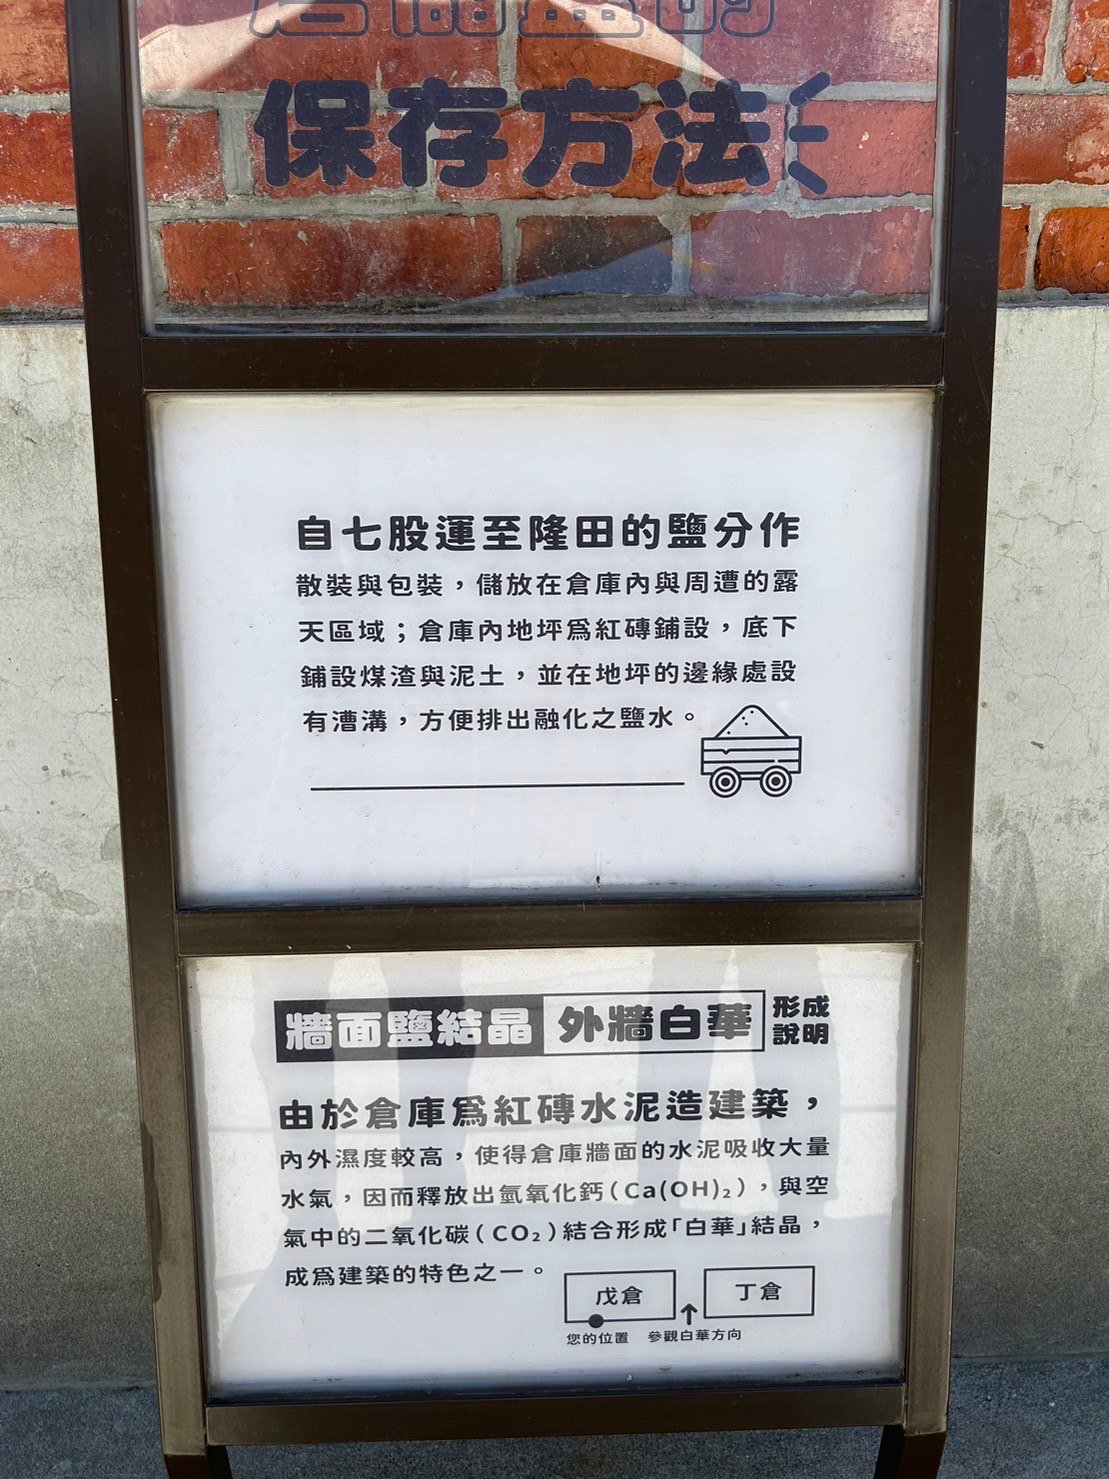 保存方法
自七股運至隆田的鹽分作
散裝與包裝，儲放在倉庫內與周遭的露
天區域；倉庫內地坪為紅磚鋪設，底下
鋪設煤渣與泥土，並在地坪的邊緣處設
有漕溝，方便排出融化之鹽水。
牆面鹽結晶 外牆白華 形成說明
由於倉庫為紅磚水泥造建築，
內外濕度較高，使得倉庫牆面的水泥吸收大量
水氣，因而釋放出氫氧化鈣(Ca(OH)₂)，與空
氣中的二氧化碳(CO₂)結合形成「白華」結晶，
成為建築的特色之一。
戊倉 丁倉
您的位置 參觀白華方向